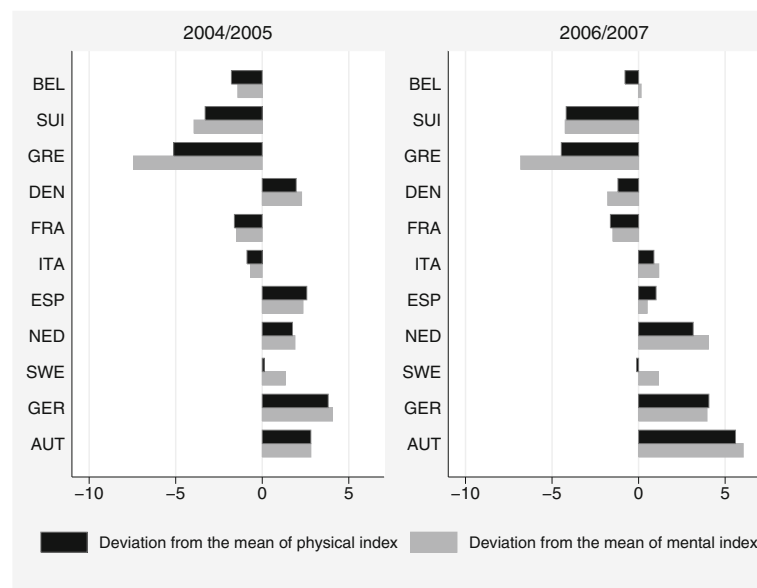 2004/2005
BEL
SUI
GRE
DEN
FRA
ITA
ESP
NED
SWE
GER
AUT
−10 −5 0 5
2006/2007
BEL
SUI
GRE
DEN
FRA
ITA
ESP
NED
SWE
GER
AUT
−10 −5 0 5
Deviation from the mean of physical index Deviation from the mean of mental index